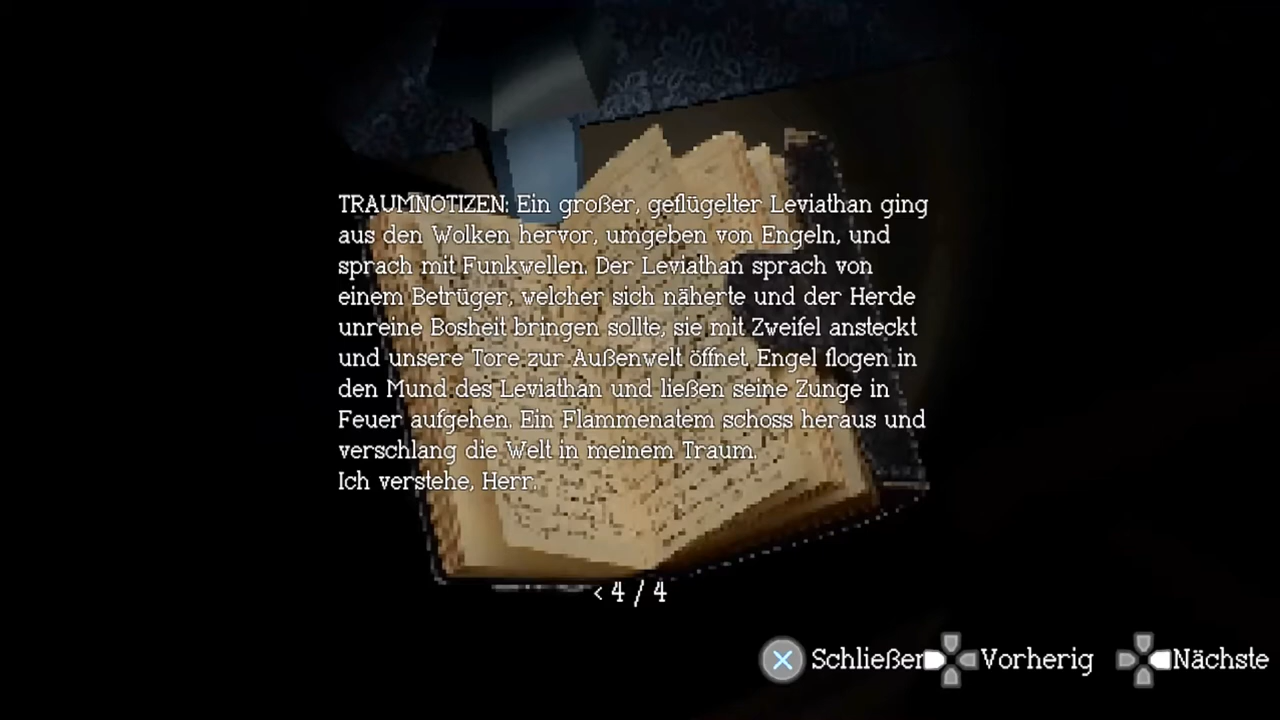 TRAUMNOTIZEN: Ein großer, geflügelter Leviathan ging
aus den Wolken hervor, umgeben von Engeln, und
sprach mit Funkwellen. Der Leviathan sprach von
einem Betrüger, welcher sich näherte und der Herde
unreine Bosheit bringen sollte, sie mit Zweifel ansteckt
und unsere Tore zur Außenwelt öffnet. Engel flogen in
den Mund des Leviathan und ließen seine Zunge in
Feuer aufgehen. Ein Flammenatem schoss heraus und
verschlang die Welt in meinem Traum.
Ich verstehe, Herr.
< 4 / 4
Schließen Vorherig Nächste